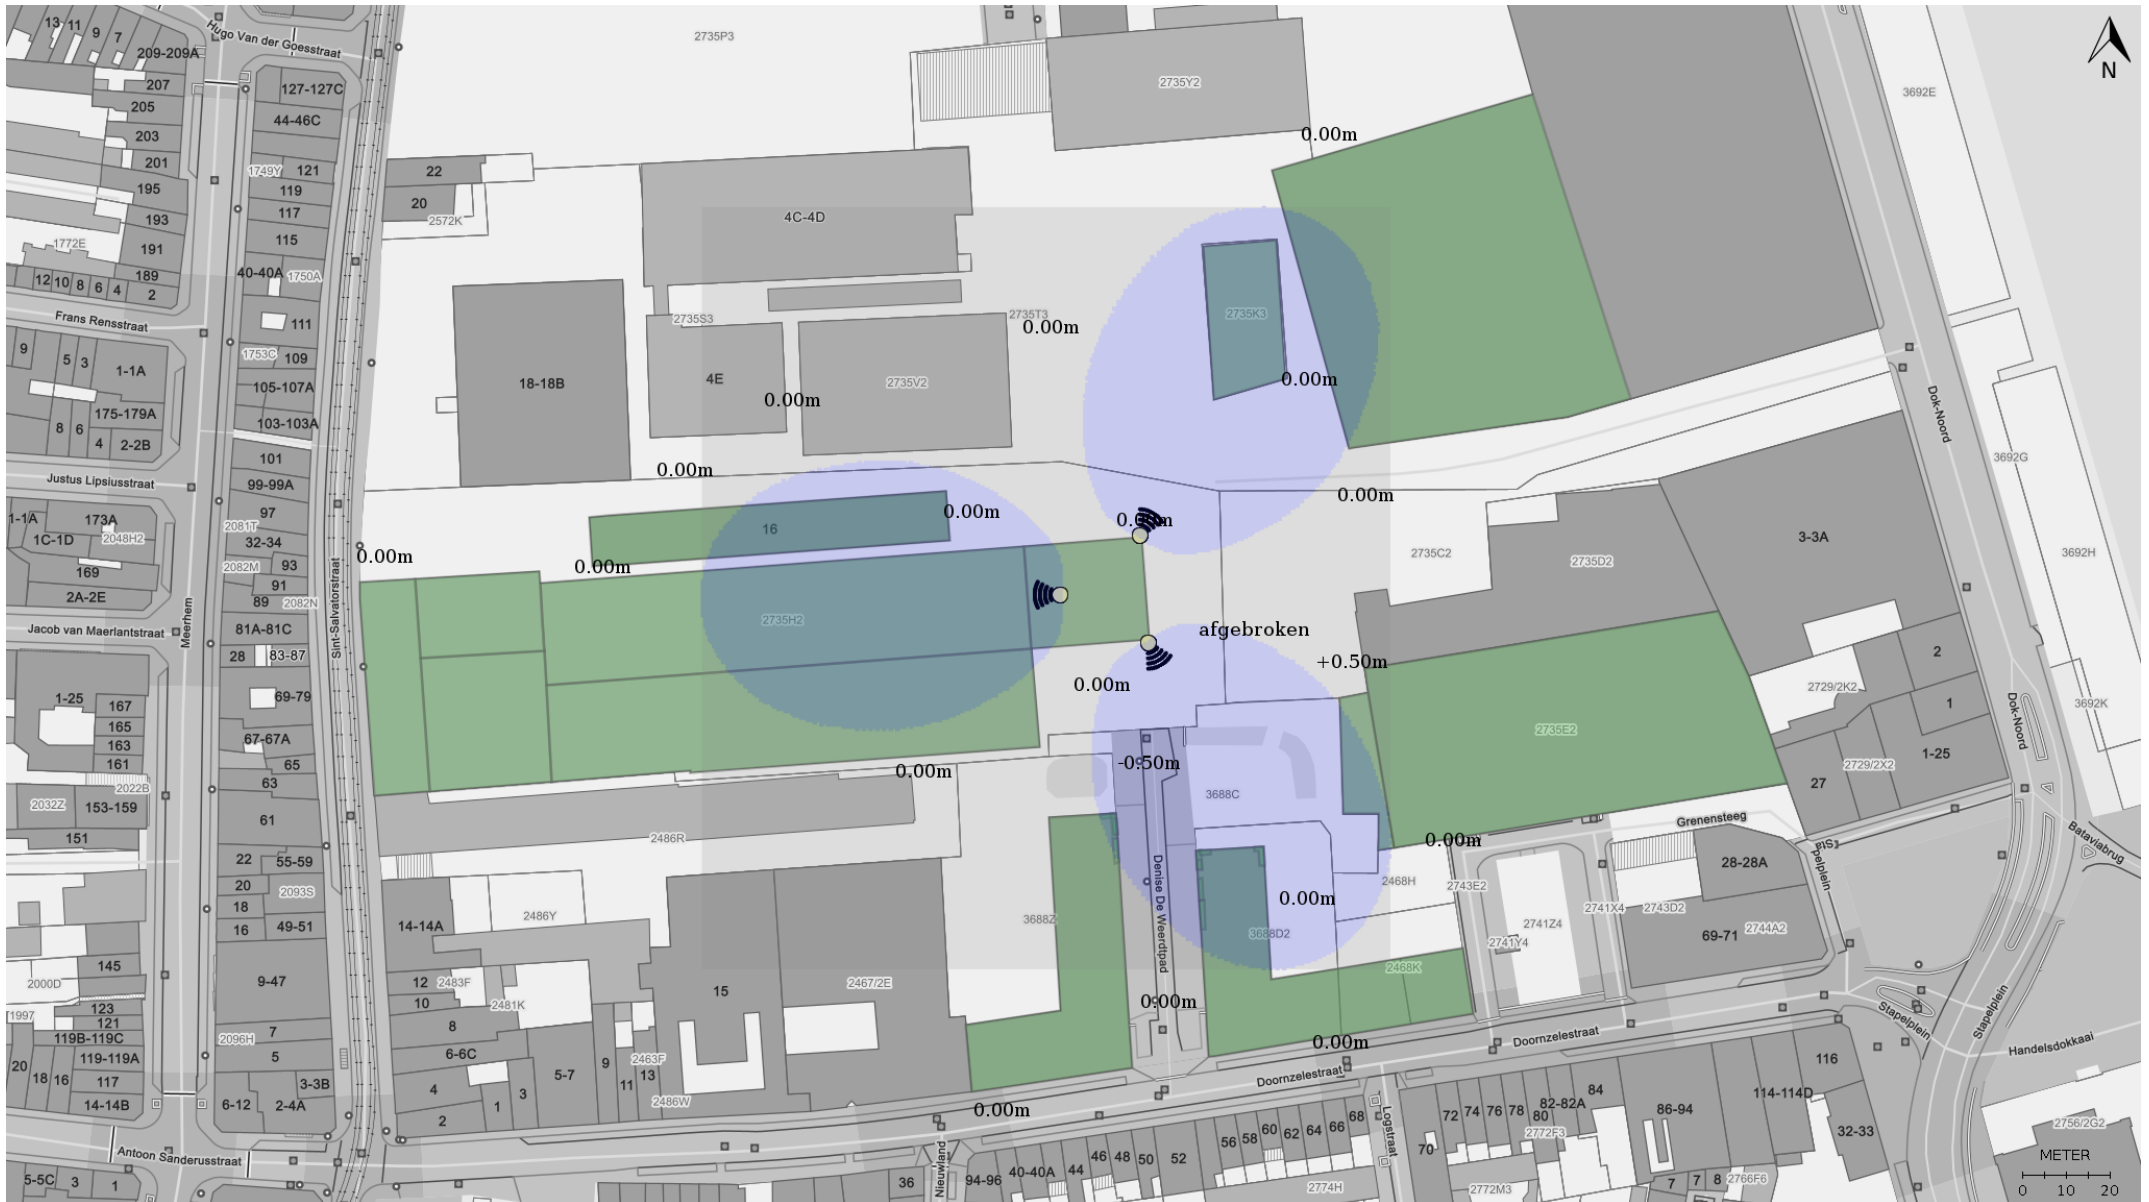 Hugo Van der Goesstraat
13
11
9
7
209-209A
207
205
203
201
195
193
191
189
2
1772E
12
10
8
6
4
127-127C
44-46C
1749Y
121
119
117
115
40-40A
1750A
111
1753C
109
105-107A
103-103A
22
20
2572K
2735P3
2735Y2
3692E
N
4C-4D
0.00m
2735S3
2735T3
0.00m
2735K3
0.00m
18-18B
4E
2735V2
0.00m
0.00m
0.00m
Frans Rensstraat
9
5
3
1-1A
175-179A
8
6
4
2-2B
Justus Lipsiusstraat
1-1A
173A
1C-1D
2048H2
169
2A-2E
Jacob van Maerlantstraat
Meerhem
Sint-Salvatorstraat
101
99-99A
97
2081T
32-34
2082M
93
91
2082N
89
81A-81C
28
83-87
69-79
67-67A
65
63
61
22
55-59
20
18
2093S
16
49-51
9-47
7
2096H
5
3-3B
6-12
2-4A
1-25
167
165
163
161
2022B
2032Z
153-159
151
145
2000D
123
121
119B-119C
119-119A
117
14-14B
T1997
20
18
16
Antoon Sanderusstraat
5-5C
3
1
0.00m
16
0.00m
0.00m
0.00m
2735H2
afgebroken
+0.50m
0.00m
-0.50m
0.00m
2735C2
2735D2
3-3A
Dok-Noord
3692G
3692H
3692K
Dok-Noord
2735E2
2729/2K2
2
1
1-25
27
2729/2X2
3688C
2486R
3688Z
Denise De Weerdtpad
3688D2
0.00m
0.00m
2468H
2468K
0.00m
0.00m
0.00m
2743E2
2741Z4
2741Y4
2741X4
2743D2
28-28A
69-71
2744A2
Grenensteeg
Stapelplein
Bataviabrug
Stapelplein
Stapelplein
Handelsdokkaai
Doornzelestraat
Doornzelestraat
14-14A
2486Y
12
2483F
10
2481K
8
6-6C
4
2
1
3
5-7
9
11
13
2463F
2486W
15
2467/2E
Nieuwland
36
94-96
40-40A
44
46
48
50
52
56
58
60
62
64
66
68
2774H
Logstraat
70
72
74
76
78
80
82-82A
84
2772F3
2772M3
86-94
114-114D
116
32-33
7
7
8
2766F6
2756/2G2
METER
0 10 20